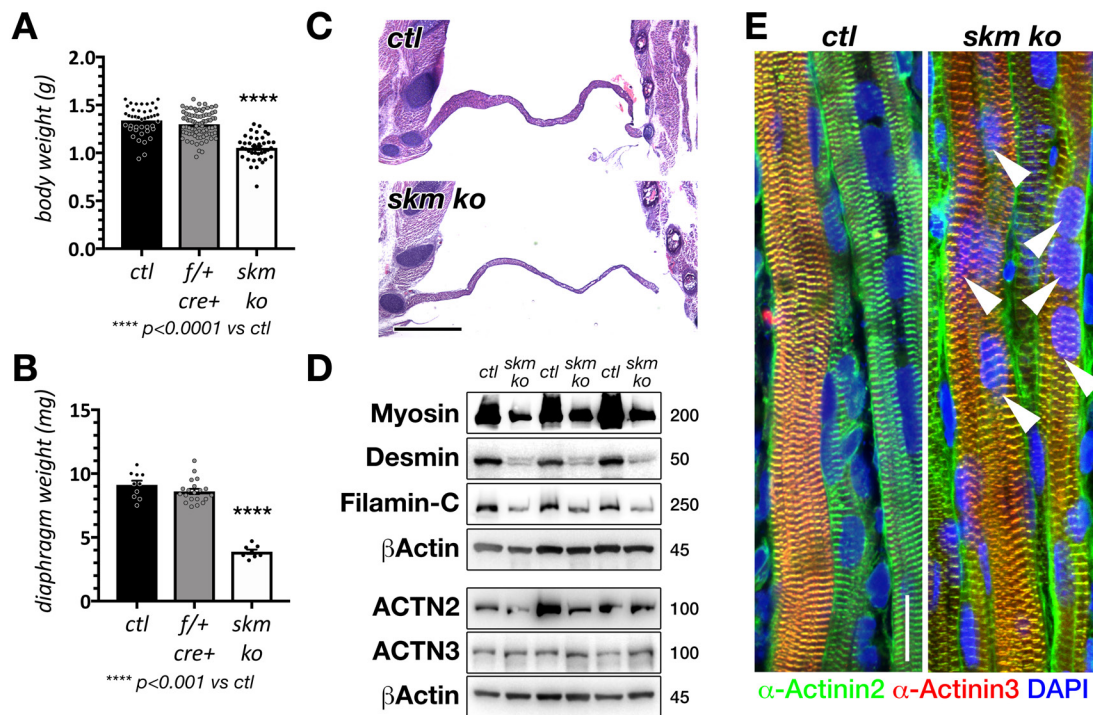 A
body weight (g)
2.0
1.5
1.0
0.5
0.0
****
ctl
f/+
cre+
skm
ko
**** p<0.0001 vs ctl
B
diaphragm weight (mg)
15
10
5
0
****
ctl
f/+
cre+
skm
ko
**** p<0.001 vs ctl
C
ctl
skm ko
D
ctl skm ko ctl skm ko ctl skm ko
Myosin 200
Desmin 50
Filamin-C 250
βActin 45
ACTN2 100
ACTN3 100
βActin 45
E
ctl skm ko
α-Actinin2 α-Actinin3 DAPI